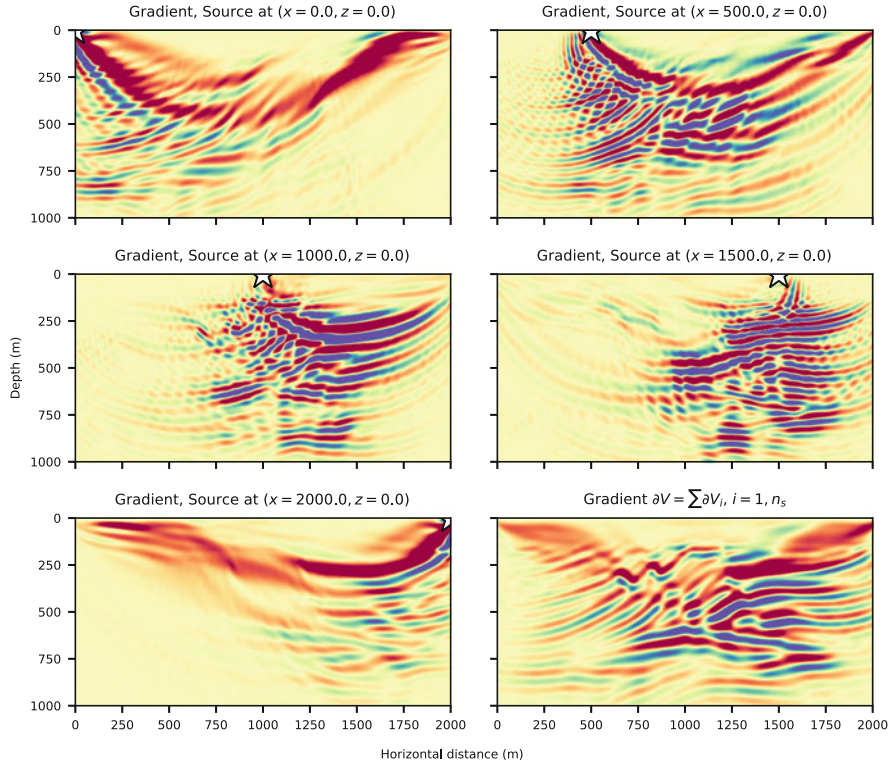 Gradient, Source at (x = 0.0, z = 0.0)
Gradient, Source at (x = 500.0, z = 0.0)
0
250
500
750
1000
Gradient, Source at (x = 1000.0, z = 0.0)
Gradient, Source at (x = 1500.0, z = 0.0)
0
250
500
750
1000
Depth (m)
Gradient, Source at (x = 2000.0, z = 0.0)
Gradient ∂V = ∑∂Vᵢ, i = 1, nₛ
0
250
500
750
1000
0 250 500 750 1000 1250 1500 1750 2000
0 250 500 750 1000 1250 1500 1750 2000
Horizontal distance (m)